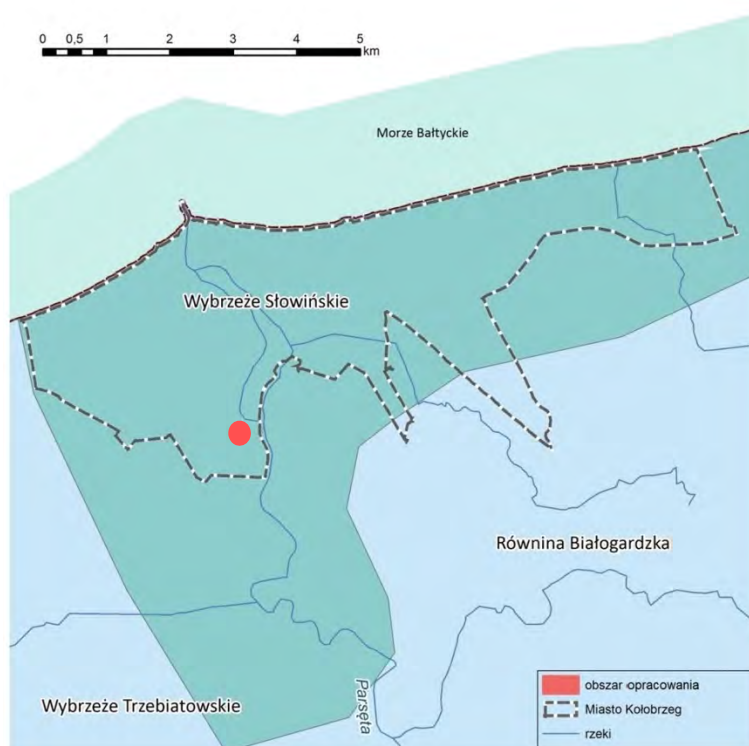 0 0,5 1 2 3 4 5
km
Morze Bałtyckie
Wybrzeże Słowińskie
Równina Białogardzka
Wybrzeże Trzebiatowskie
Parsęta
obszar opracowania
Miasto Kołobrzeg
rzeki